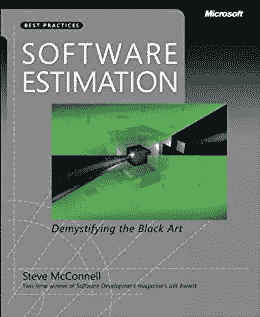 BEST PRACTICES
Microsoft
SOFTWARE
ESTIMATION
Demystifying the Black Art
Steve McConnell
Two-time winner of Software Development magazine's Jolt Award